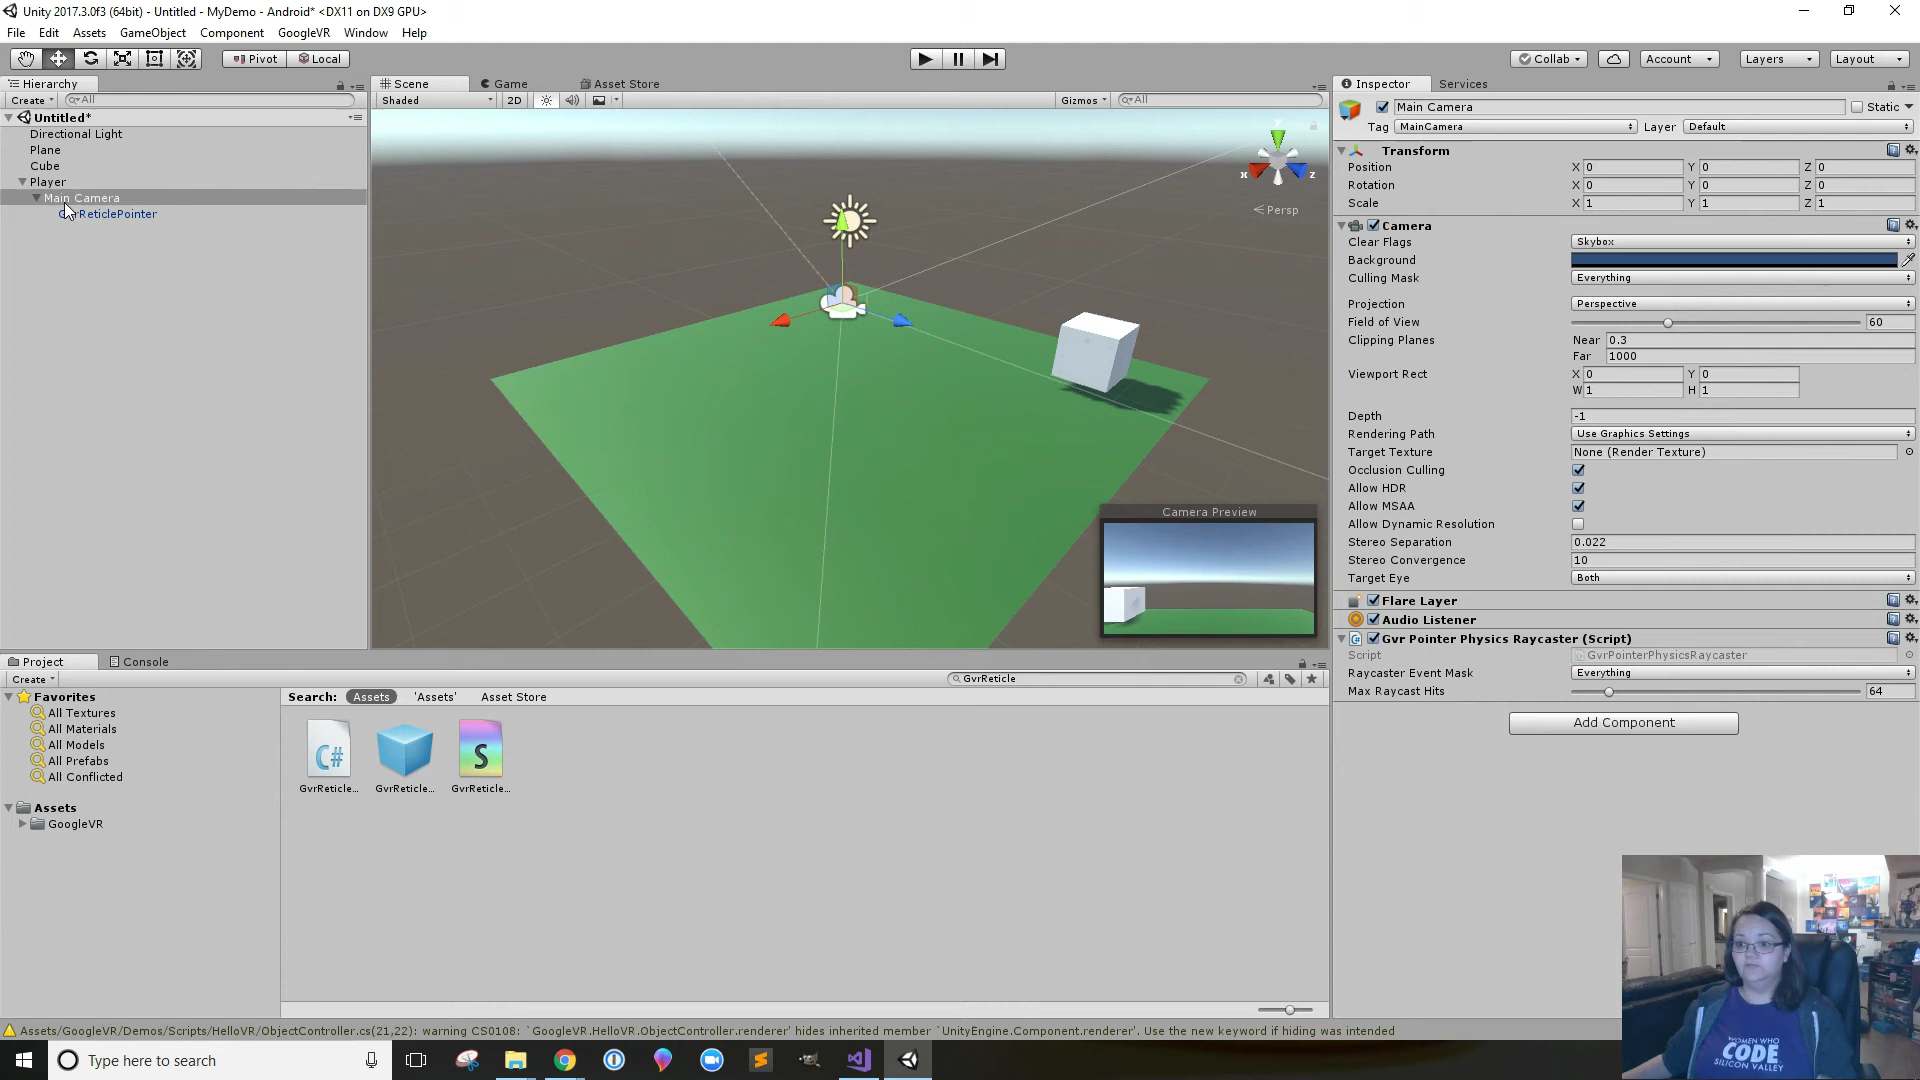 Unity 2017.3.0f3 (64bit) - Untitled - MyDemo - Android* <DX11 on DX9 GPU>
File Edit Assets GameObject Component GoogleVR Window Help
Pivot Local Collab Account Layers Layout
Hierarchy Scene Game Asset Store Inspector Services
Create All Shaded 2D Gizmos All
Untitled*
Directional Light
Plane
Cube
Player
Main Camera
GvrReticlePointer
Y
X Z
Persp
Camera Preview
Main Camera Static
Tag MainCamera Layer Default
Transform
Position X 0 Y 0 Z 0
Rotation X 0 Y 0 Z 0
Scale X 1 Y 1 Z 1
Camera
Clear Flags Skybox
Background
Culling Mask Everything
Projection Perspective
Field of View 60
Clipping Planes Near 0.3
Far 1000
Viewport Rect X 0 Y 0
W 1 H 1
Depth -1
Rendering Path Use Graphics Settings
Target Texture None (Render Texture)
Occlusion Culling
Allow HDR
Allow MSAA
Allow Dynamic Resolution
Stereo Separation 0.022
Stereo Convergence 10
Target Eye Both
Flare Layer
Audio Listener
Gvr Pointer Physics Raycaster (Script)
Script GvrPointerPhysicsRaycaster
Raycaster Event Mask Everything
Max Raycast Hits 64
Add Component
Project Console
Create GvrReticle
Favorites
All Textures
All Materials
All Models
All Prefabs
All Conflicted
Assets
GoogleVR
Search: Assets 'Assets' Asset Store
C# S
GvrReticle... GvrReticle... GvrReticle...
Assets/GoogleVR/Demos/Scripts/HelloVR/ObjectController.cs(21,22): warning CS0108: `GoogleVR.HelloVR.ObjectController.renderer' hides inherited member `UnityEngine.Component.renderer'. Use the new keyword if hiding was intended
Type here to search
WOMEN WHO
CODE
SILICON VALLEY